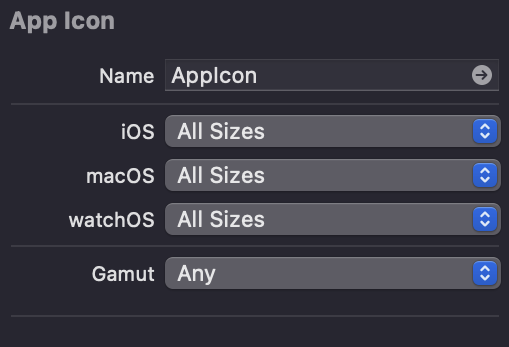 App Icon
Name AppIcon
iOS All Sizes
macOS All Sizes
watchOS All Sizes
Gamut Any